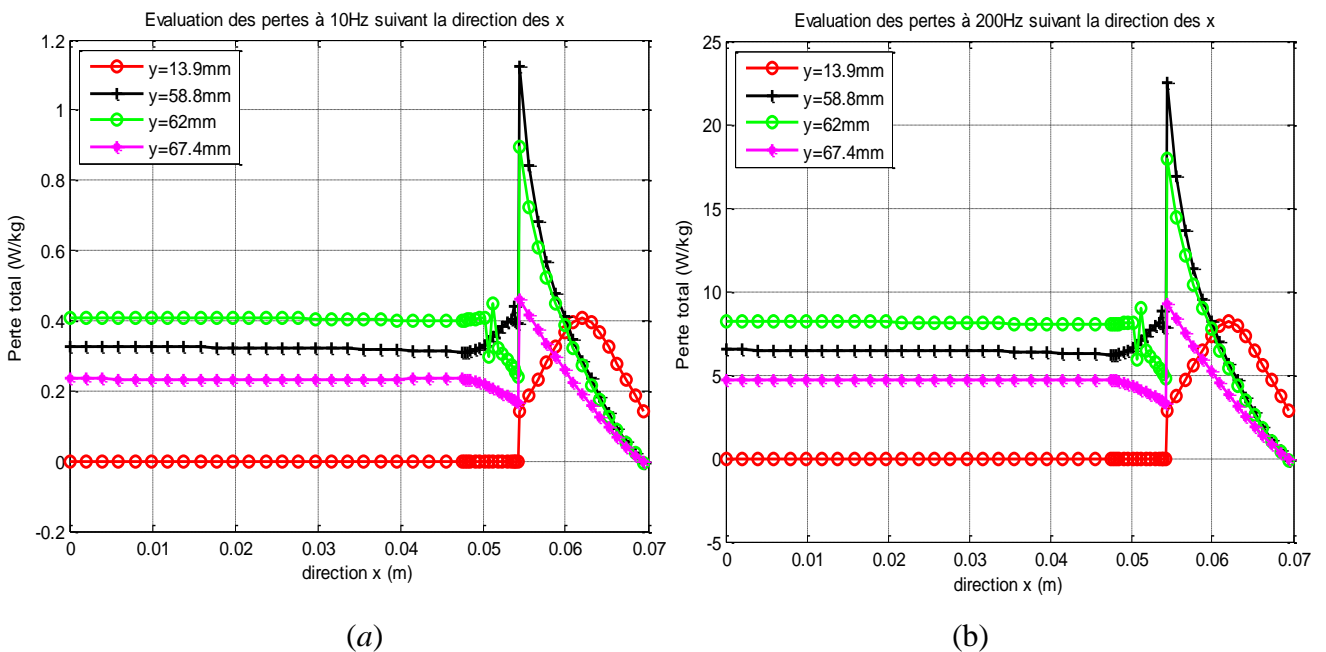 Evaluation des pertes à 10Hz suivant la direction des x
1.2
1
0.8
0.6
0.4
0.2
0
-0.2
Perte total (W/kg)
y=13.9mm
y=58.8mm
y=62mm
y=67.4mm
0 0.01 0.02 0.03 0.04 0.05 0.06 0.07
direction x (m)
(a)
Evaluation des pertes à 200Hz suivant la direction des x
25
20
15
10
5
0
-5
Perte total (W/kg)
y=13.9mm
y=58.8mm
y=62mm
y=67.4mm
0 0.01 0.02 0.03 0.04 0.05 0.06 0.07
direction x (m)
(b)